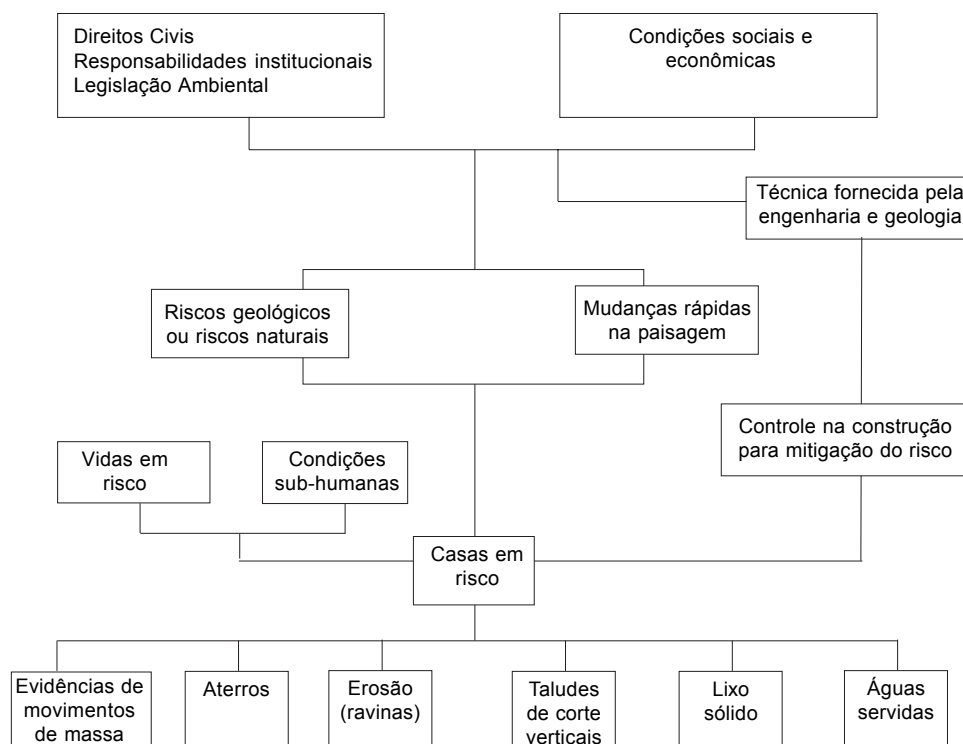 Direitos Civis
Responsabilidades institucionais
Legislação Ambiental
Condições sociais e
econômicas
Técnica fornecida pela
engenharia e geologia
Riscos geológicos
ou riscos naturais
Mudanças rápidas
na paisagem
Controle na construção
para mitigação do risco
Vidas em
risco
Condições
sub-humanas
Casas em
risco
Evidências de
movimentos
de massa
Aterros
Erosão
(ravinas)
Taludes
de corte
verticais
Lixo
sólido
Águas
servidas